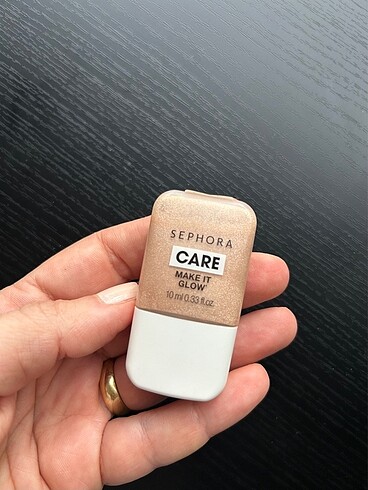 SEPHORA
CARE
MAKE IT
GLOW*
10 ml 0.33 fl.oz